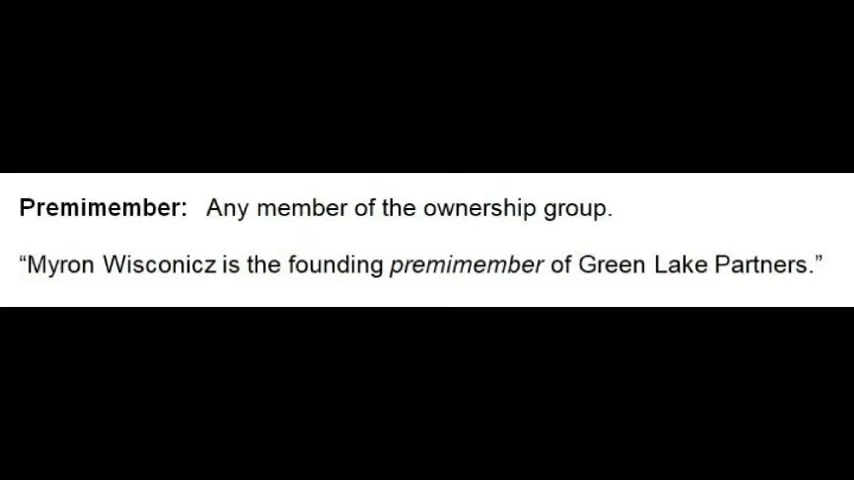 Premimember: Any member of the ownership group.
“Myron Wisconicz is the founding premimember of Green Lake Partners.”